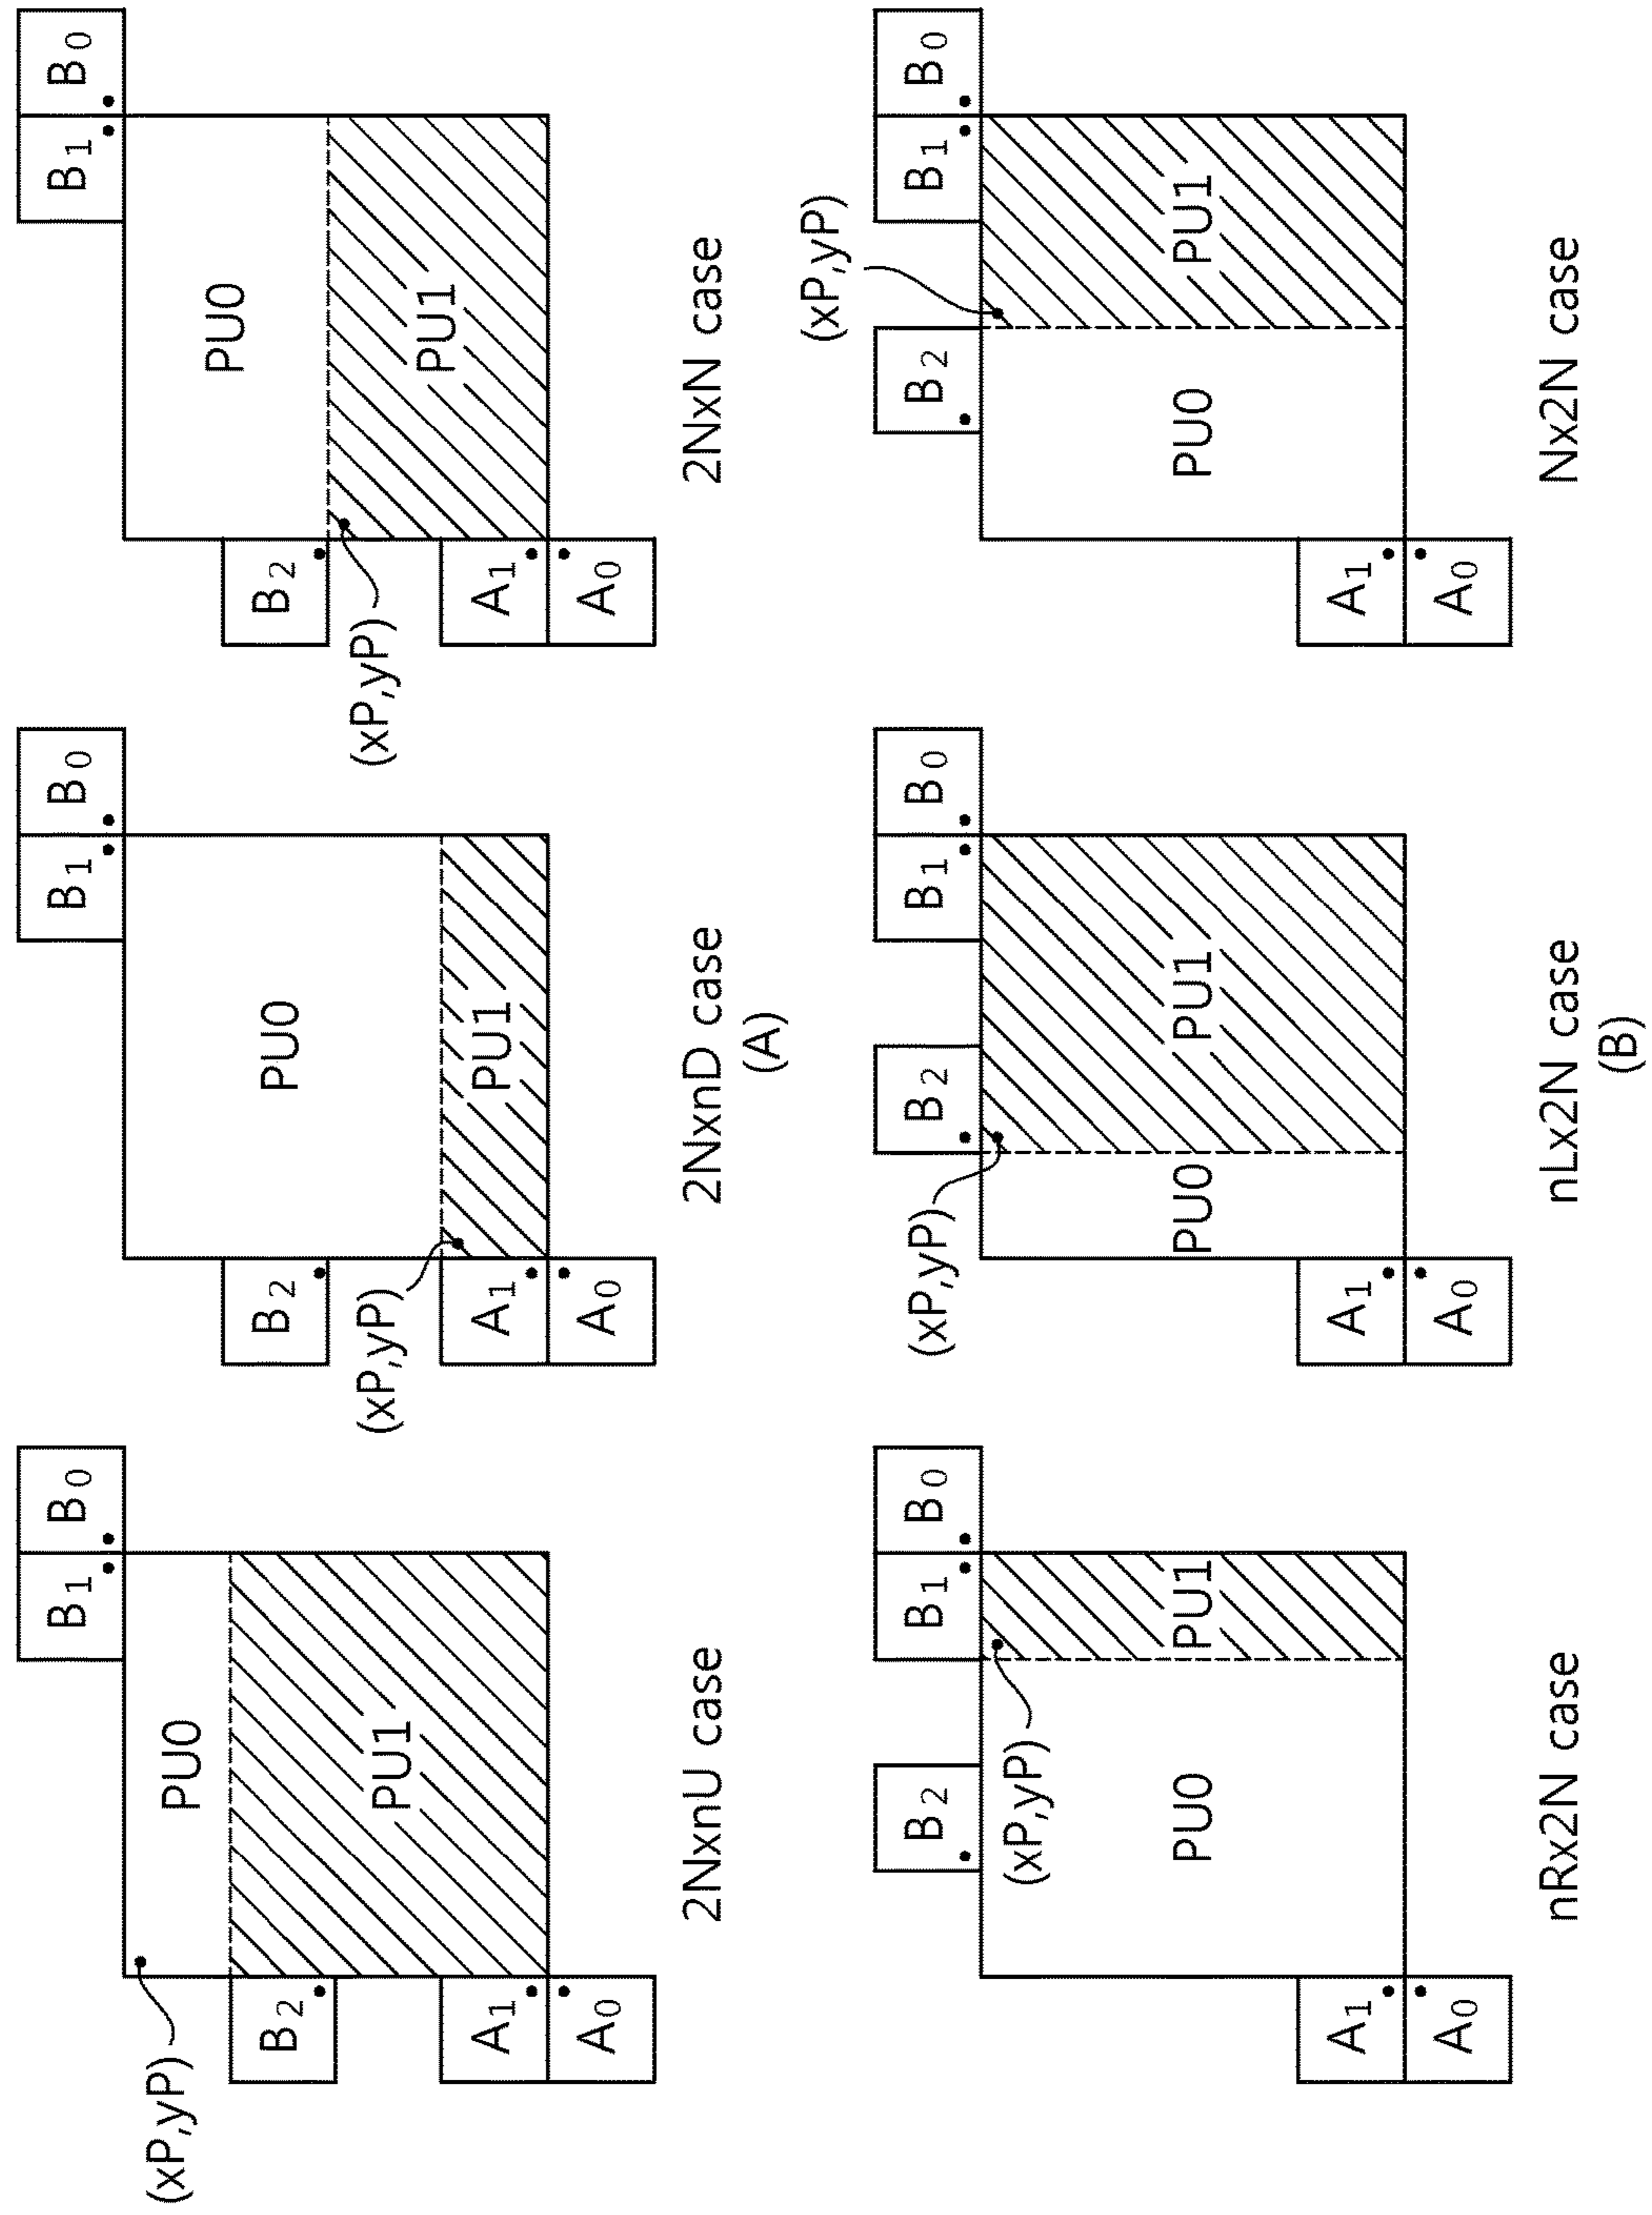 B1 B0
(xP,yP)
PU0
B2
PU1
A1
A0
2NxnU case
B1 B0
B2
PU0
(xP,yP)
A1
PU1
A0
2NxnD case
(A)
B1 B0
PU0
B2
(xP,yP)
PU1
A1
A0
2NxN case
B2 B1 B0
(xP,yP)
PU0 PU1
A1
A0
nRx2N case
B2 B1 B0
(xP,yP)
PU0 PU1
A1
A0
nLx2N case
(B)
(xP,yP)
B2 B1 B0
PU0 PU1
A1
A0
Nx2N case